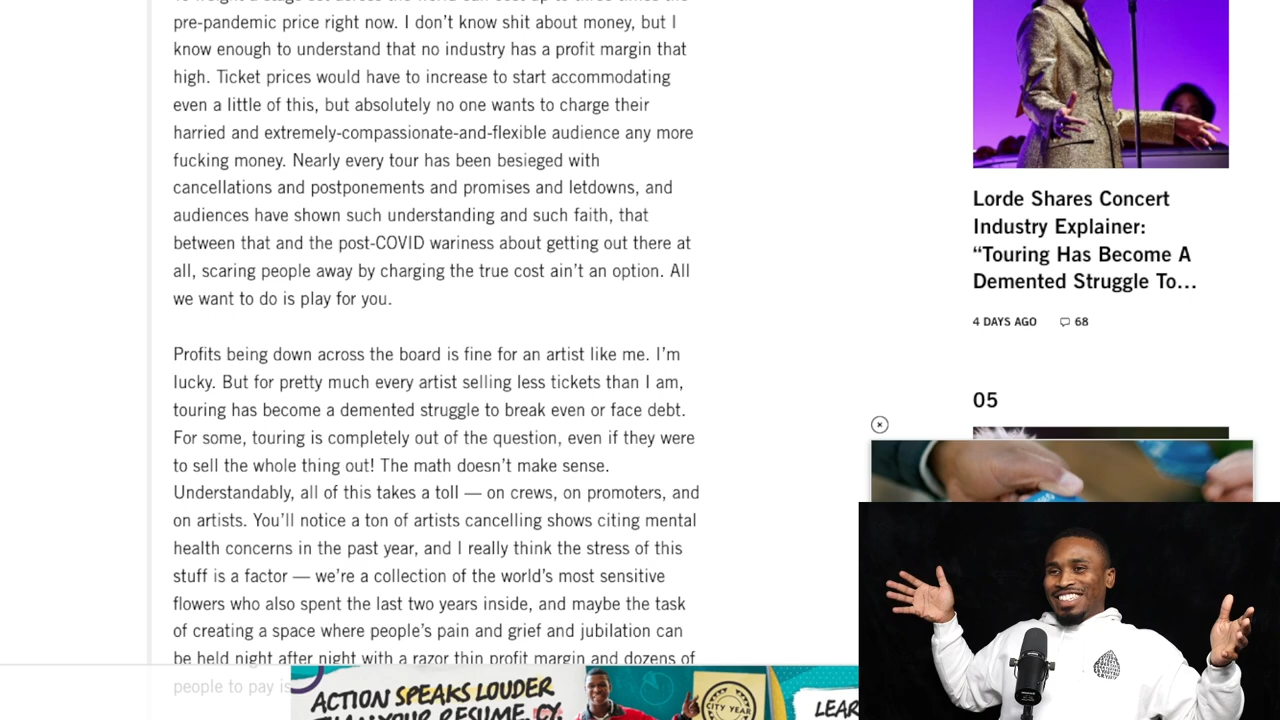 pre-pandemic price right now. I don’t know shit about money, but I
know enough to understand that no industry has a profit margin that
high. Ticket prices would have to increase to start accommodating
even a little of this, but absolutely no one wants to charge their
harried and extremely-compassionate-and-flexible audience any more
fucking money. Nearly every tour has been besieged with
cancellations and postponements and promises and letdowns, and
audiences have shown such understanding and such faith, that
between that and the post-COVID wariness about getting out there at
all, scaring people away by charging the true cost ain’t an option. All
we want to do is play for you.
Profits being down across the board is fine for an artist like me. I’m
lucky. But for pretty much every artist selling less tickets than I am,
touring has become a demented struggle to break even or face debt.
For some, touring is completely out of the question, even if they were
to sell the whole thing out! The math doesn’t make sense.
Understandably, all of this takes a toll — on crews, on promoters, and
on artists. You’ll notice a ton of artists cancelling shows citing mental
health concerns in the past year, and I really think the stress of this
stuff is a factor — we’re a collection of the world’s most sensitive
flowers who also spent the last two years inside, and maybe the task
of creating a space where people’s pain and grief and jubilation can
be held night after night with a razor thin profit margin and dozens of
people to pay is
Lorde Shares Concert
Industry Explainer:
“Touring Has Become A
Demented Struggle To…
4 DAYS AGO 68
05
ACTION SPEAKS LOUDER
THAN YOUR RESUME, CY.
CITY YEAR
LEAR